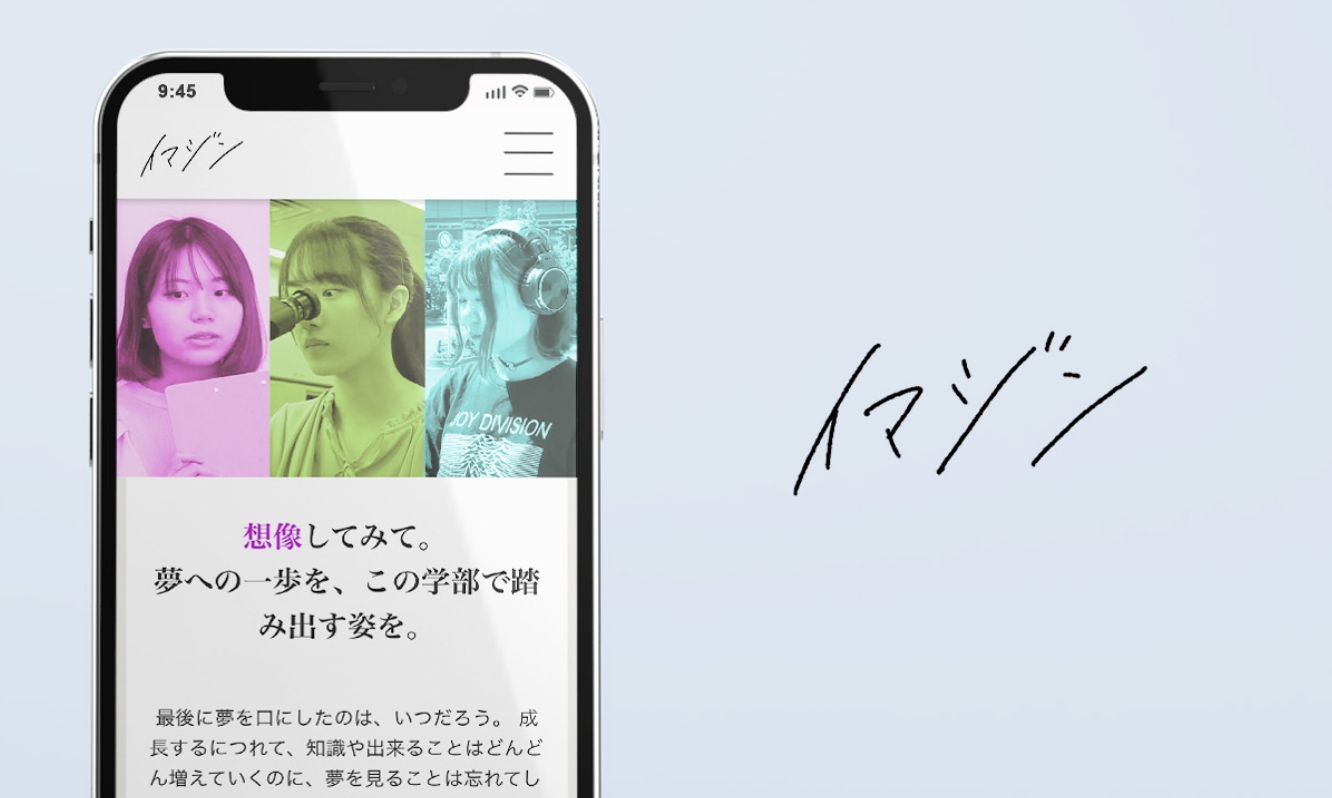 9:45
イマジン
JOY DIVISION
想像してみて。
夢への一歩を、この学部で踏
み出す姿を。
最後に夢を口にしたのは、いつだろう。 成
長するにつれて、知識や出来ることはどんど
ん増えていくのに、夢を見ることは忘れてし
イマジン